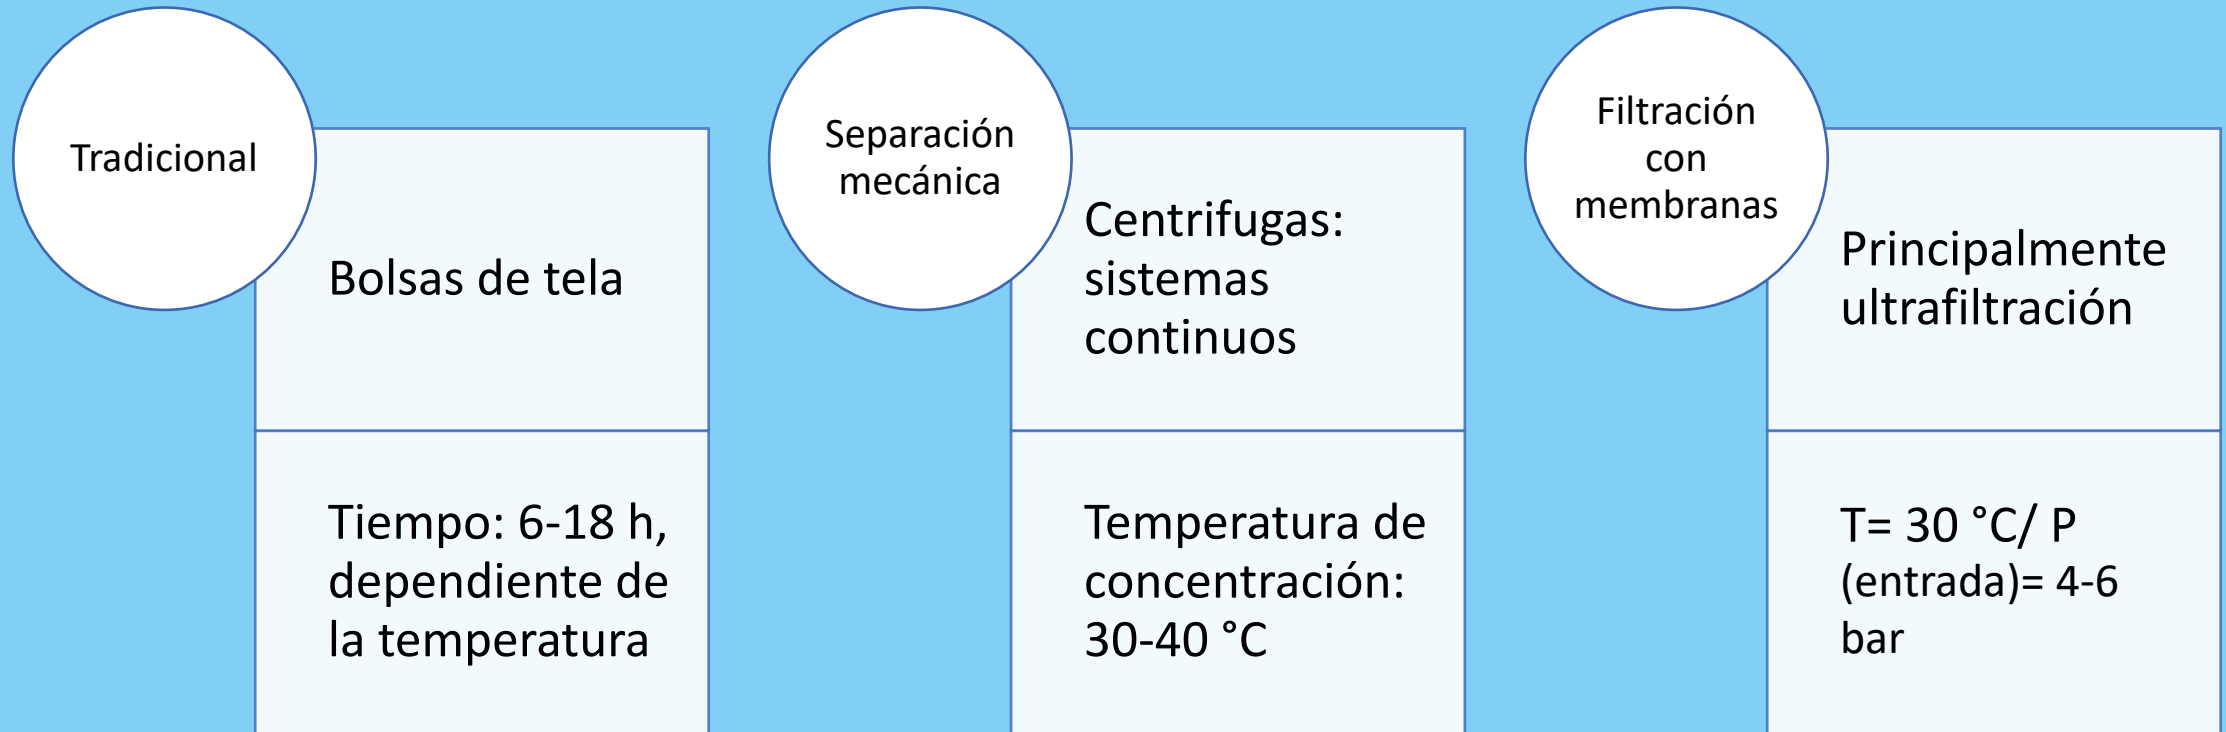 Tradicional
Bolsas de tela
Tiempo: 6-18 h,
dependiente de
la temperatura
Separación
mecánica
Centrifugas:
sistemas
continuos
Temperatura de
concentración:
30-40 °C
Filtración
con
membranas
Principalmente
ultrafiltración
T= 30 °C/ P
(entrada)= 4-6
bar